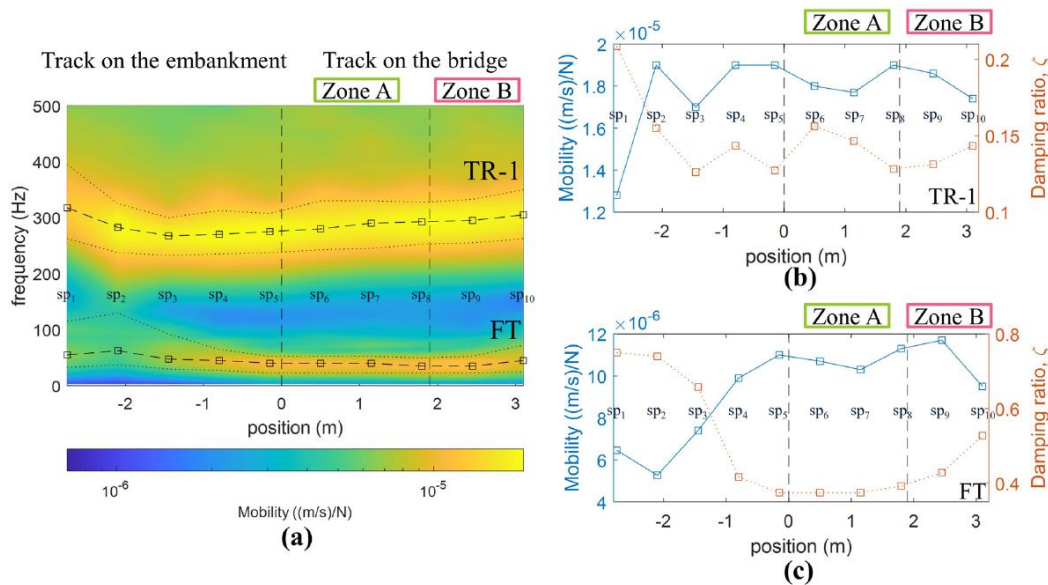 Track on the embankment Track on the bridge
Zone A Zone B
500
400
300
200
100
0
frequency (Hz)
TR-1
sp1 sp2 sp3 sp4 sp5 sp6 sp7 sp8 sp9 sp10
FT
-2 -1 0 1 2 3
position (m)
10-6 10-5
Mobility ((m/s)/N)
(a)
Zone A Zone B
×10-5
2
1.8
1.6
1.4
1.2
Mobility ((m/s)/N)
sp1 sp2 sp3 sp4 sp5 sp6 sp7 sp8 sp9 sp10
0.2
0.15
0.1
Damping ratio, ζ
TR-1
-2 -1 0 1 2 3
position (m)
(b)
Zone A Zone B
×10-6
12
10
8
6
4
Mobility ((m/s)/N)
sp1 sp2 sp3 sp4 sp5 sp6 sp7 sp8 sp9 sp10
0.8
0.6
0.4
Damping ratio, ζ
FT
-2 -1 0 1 2 3
position (m)
(c)